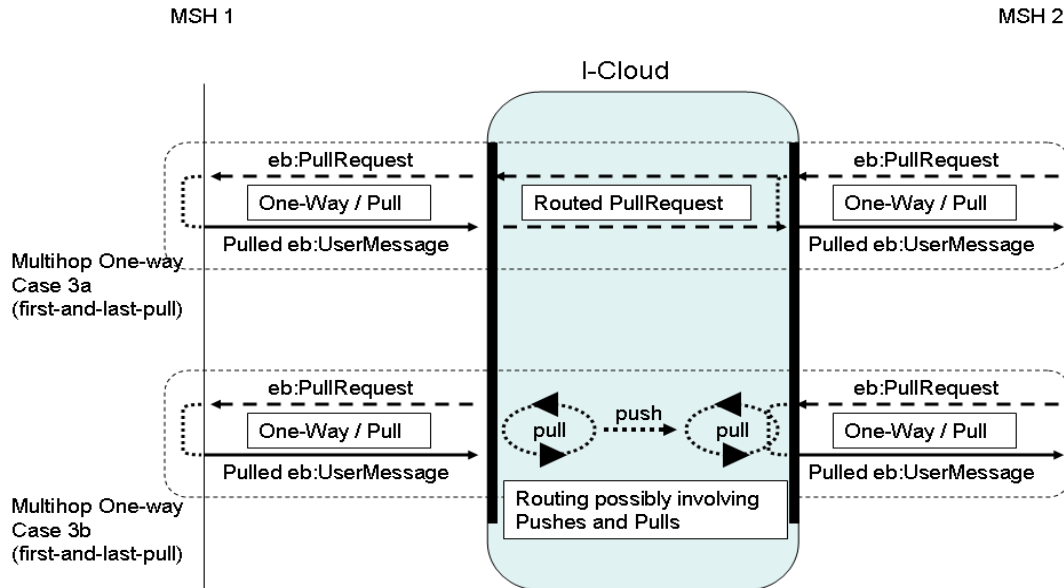 MSH 1
MSH 2
I-Cloud
eb:PullRequest
eb:PullRequest
One-Way / Pull
Routed PullRequest
One-Way / Pull
Pulled eb:UserMessage
Pulled eb:UserMessage
Multihop One-way
Case 3a
(first-and-last-pull)
eb:PullRequest
eb:PullRequest
One-Way / Pull
pull
push
pull
One-Way / Pull
Pulled eb:UserMessage
Pulled eb:UserMessage
Routing possibly involving
Pushes and Pulls
Multihop One-way
Case 3b
(first-and-last-pull)